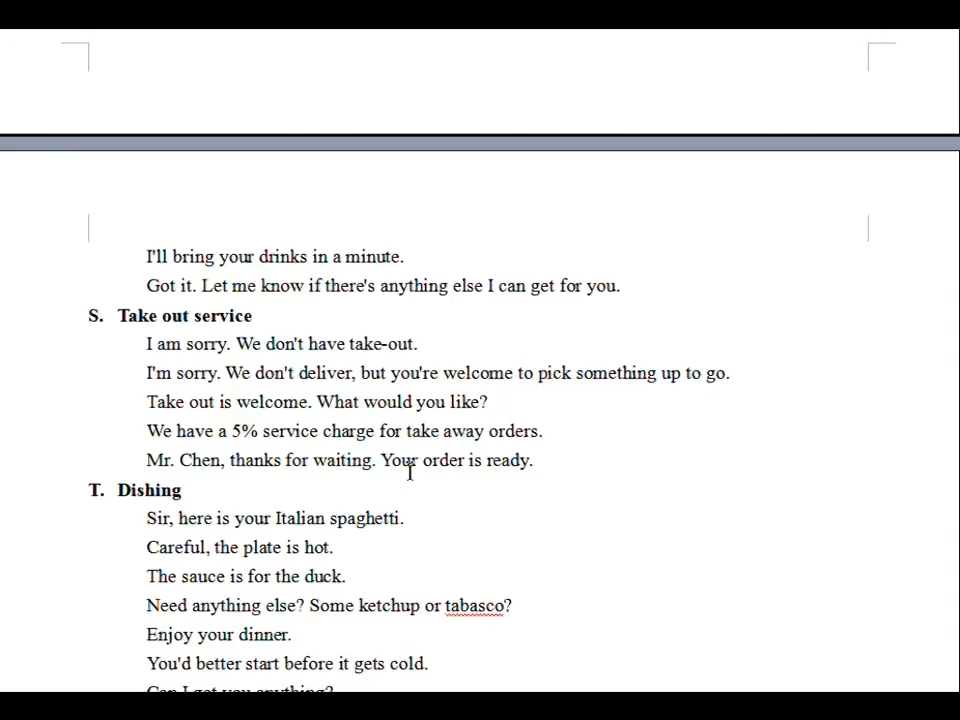 I'll bring your drinks in a minute.
Got it. Let me know if there's anything else I can get for you.
S. Take out service
I am sorry. We don't have take-out.
I'm sorry. We don't deliver, but you're welcome to pick something up to go.
Take out is welcome. What would you like?
We have a 5% service charge for take away orders.
Mr. Chen, thanks for waiting. Your order is ready.
T. Dishing
Sir, here is your Italian spaghetti.
Careful, the plate is hot.
The sauce is for the duck.
Need anything else? Some ketchup or tabasco?
Enjoy your dinner.
You'd better start before it gets cold.
Can I get you anything?